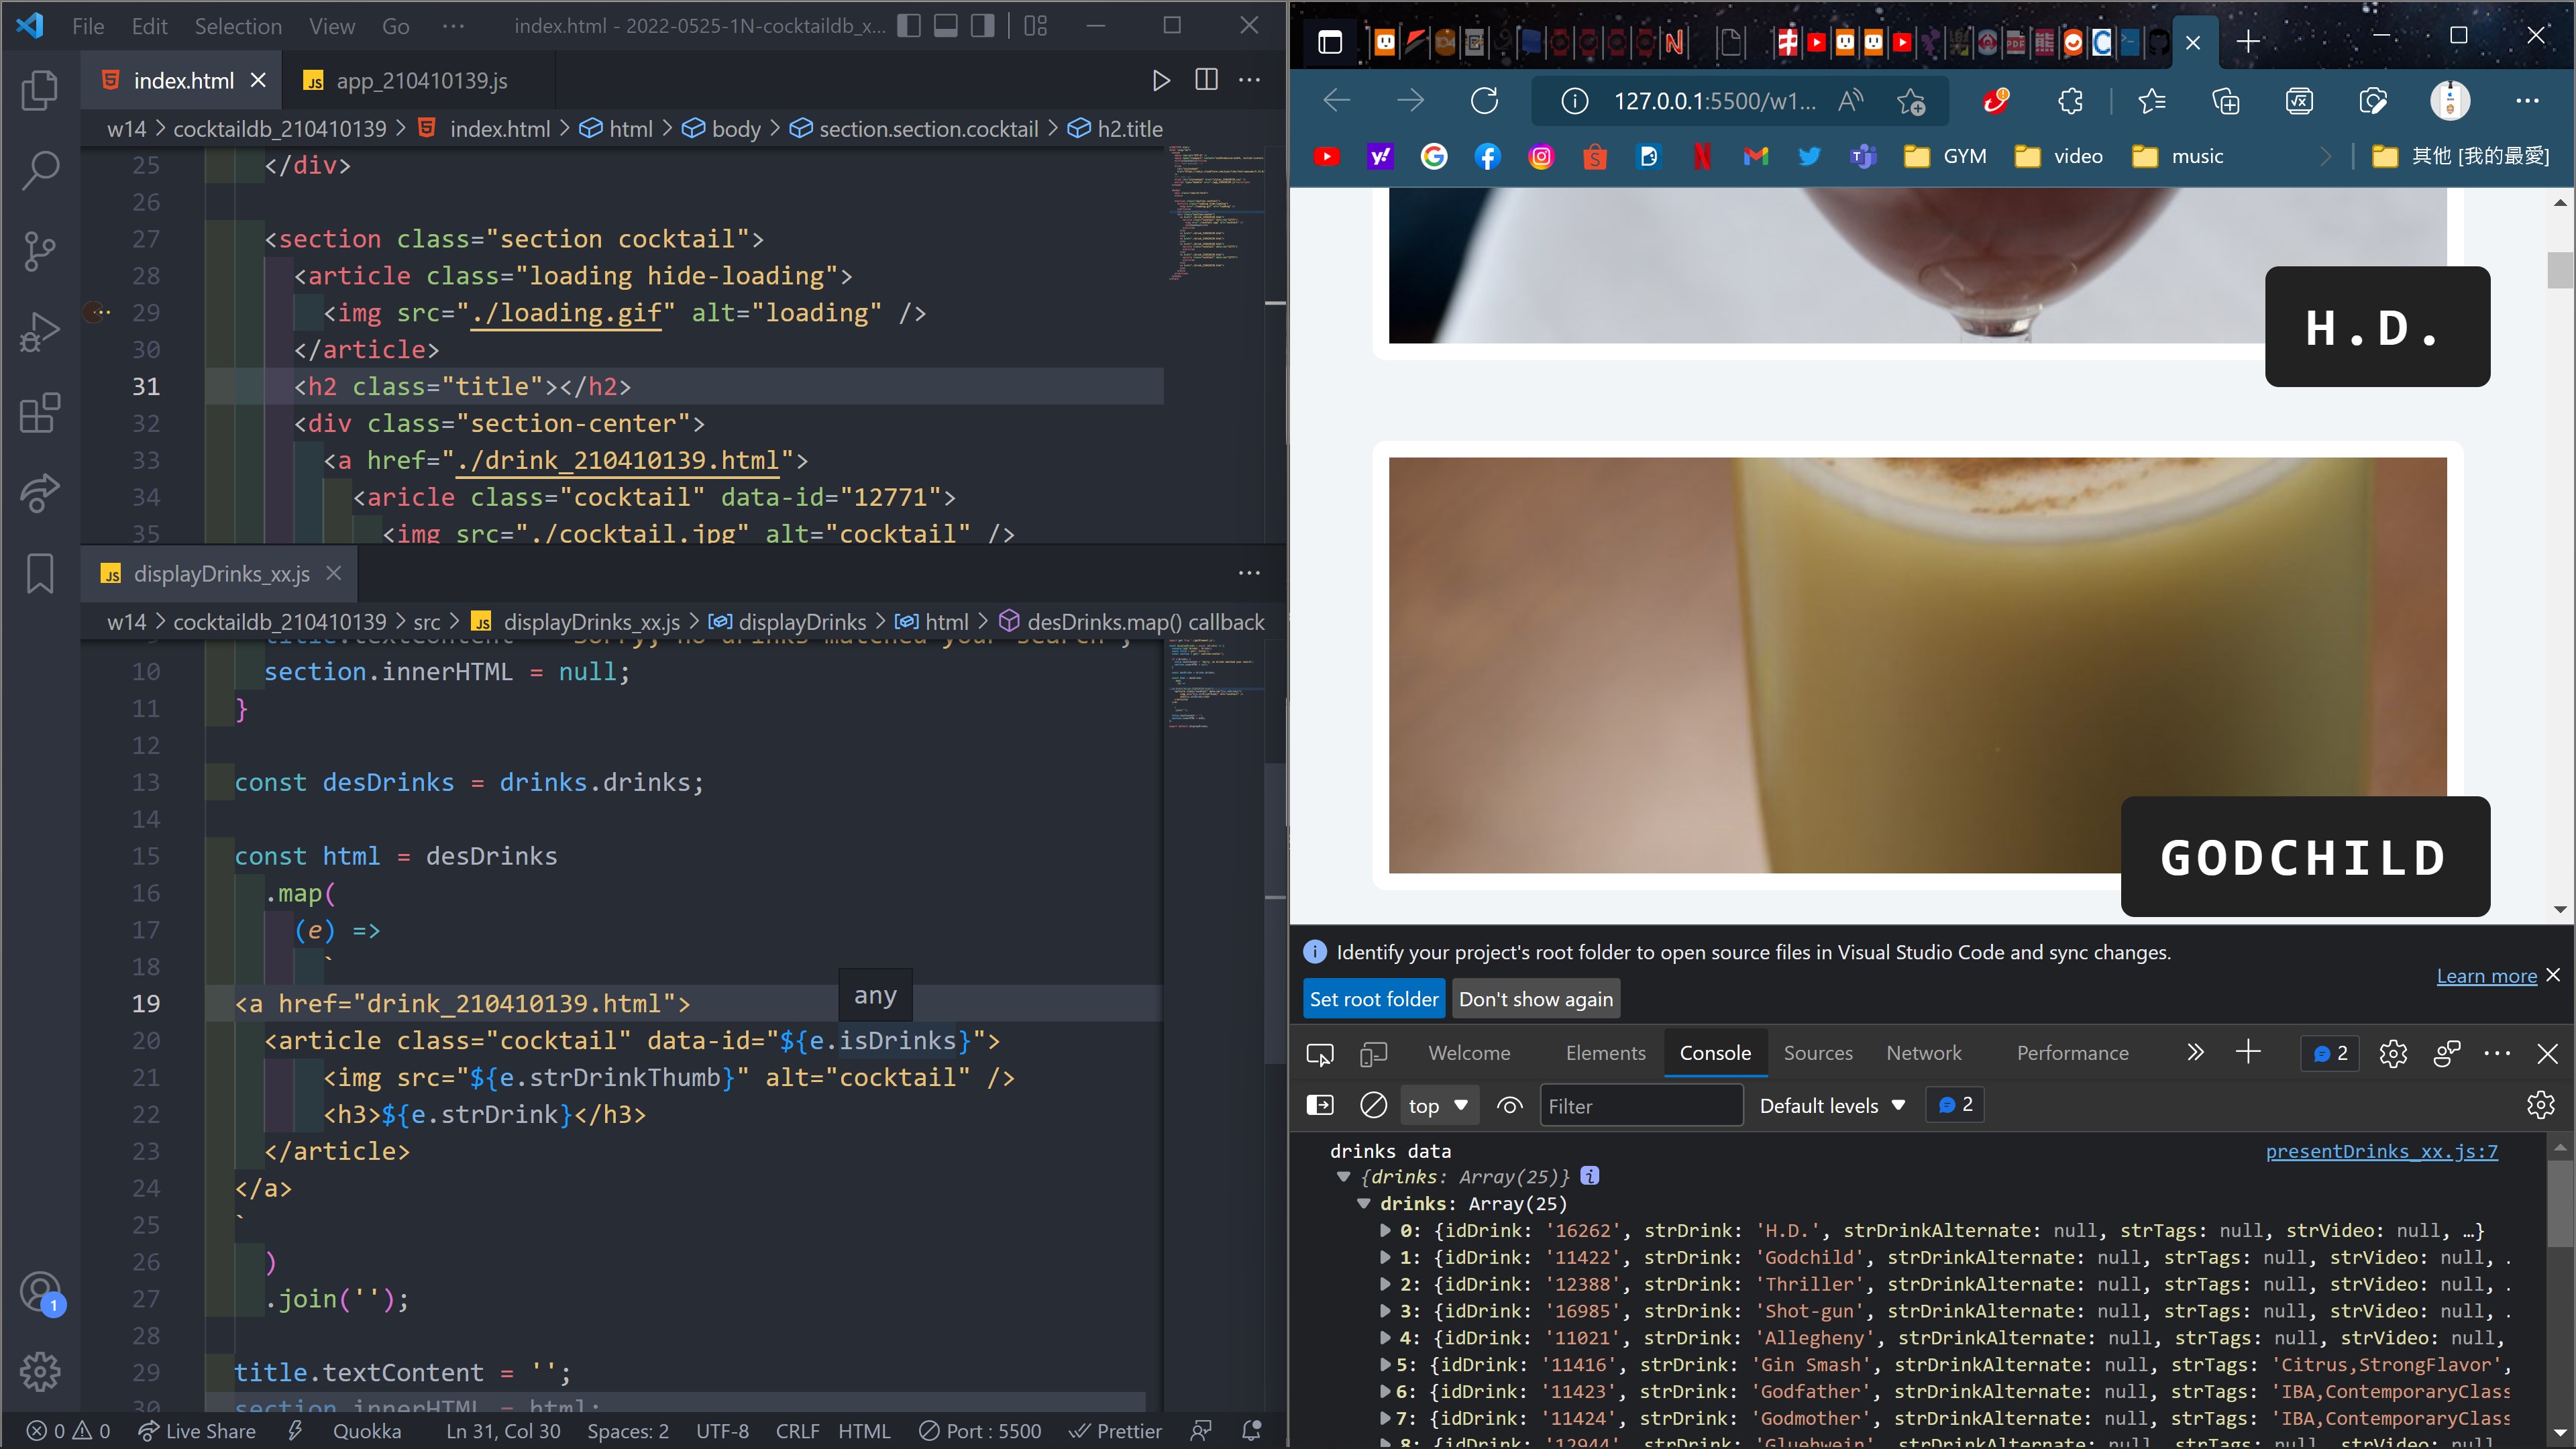 File Edit Selection View Go ··· index.html - 2022-0525-1N-cocktaildb_x...
index.html app_210410139.js
w14 > cocktaildb_210410139 > index.html > html > body > section.section.cocktail > h2.title
25 </div>
26
27 <section class="section cocktail">
28 <article class="loading hide-loading">
29 <img src="./loading.gif" alt="loading" />
30 </article>
31 <h2 class="title"></h2>
32 <div class="section-center">
33 <a href="./drink_210410139.html">
34 <aricle class="cocktail" data-id="12771">
35 <img src="./cocktail.jpg" alt="cocktail" />
JS displayDrinks_xx.js
w14 > cocktaildb_210410139 > src > JS displayDrinks_xx.js > displayDrinks > html > desDrinks.map() callback
title.textContent = "Sorry, no drinks matched your search";
10 section.innerHTML = null;
11 }
12
13 const desDrinks = drinks.drinks;
14
15 const html = desDrinks
16 .map(
17 (e) =>
18 `
any
19 <a href="drink_210410139.html">
20 <article class="cocktail" data-id="${e.isDrinks}">
21 <img src="${e.strDrinkThumb}" alt="cocktail" />
22 <h3>${e.strDrink}</h3>
23 </article>
24 </a>
25 `
26 )
27 .join('');
28
29 title.textContent = '';
30 section.innerHTML = html;
1
0 0 Live Share Quokka Ln 31, Col 30 Spaces: 2 UTF-8 CRLF HTML Port : 5500 Prettier
127.0.0.1:5500/w1...
GYM video music 其他 [我的最愛]
H.D.
GODCHILD
Identify your project's root folder to open source files in Visual Studio Code and sync changes.
Learn more
Set root folder Don't show again
Welcome Elements Console Sources Network Performance 2
top Filter Default levels 2
drinks data presentDrinks_xx.js:7
{drinks: Array(25)}
drinks: Array(25)
0: {idDrink: '16262', strDrink: 'H.D.', strDrinkAlternate: null, strTags: null, strVideo: null, …}
1: {idDrink: '11422', strDrink: 'Godchild', strDrinkAlternate: null, strTags: null, strVideo: null, .
2: {idDrink: '12388', strDrink: 'Thriller', strDrinkAlternate: null, strTags: null, strVideo: null, .
3: {idDrink: '16985', strDrink: 'Shot-gun', strDrinkAlternate: null, strTags: null, strVideo: null, .
4: {idDrink: '11021', strDrink: 'Allegheny', strDrinkAlternate: null, strTags: null, strVideo: null,
5: {idDrink: '11416', strDrink: 'Gin Smash', strDrinkAlternate: null, strTags: 'Citrus,StrongFlavor',
6: {idDrink: '11423', strDrink: 'Godfather', strDrinkAlternate: null, strTags: 'IBA,ContemporaryClass
7: {idDrink: '11424', strDrink: 'Godmother', strDrinkAlternate: null, strTags: 'IBA,ContemporaryClass
8: {idDrink: '12944', strDrink: 'Gluehwein', strDrinkAlternate: null, strTags: null, strVideo: null,